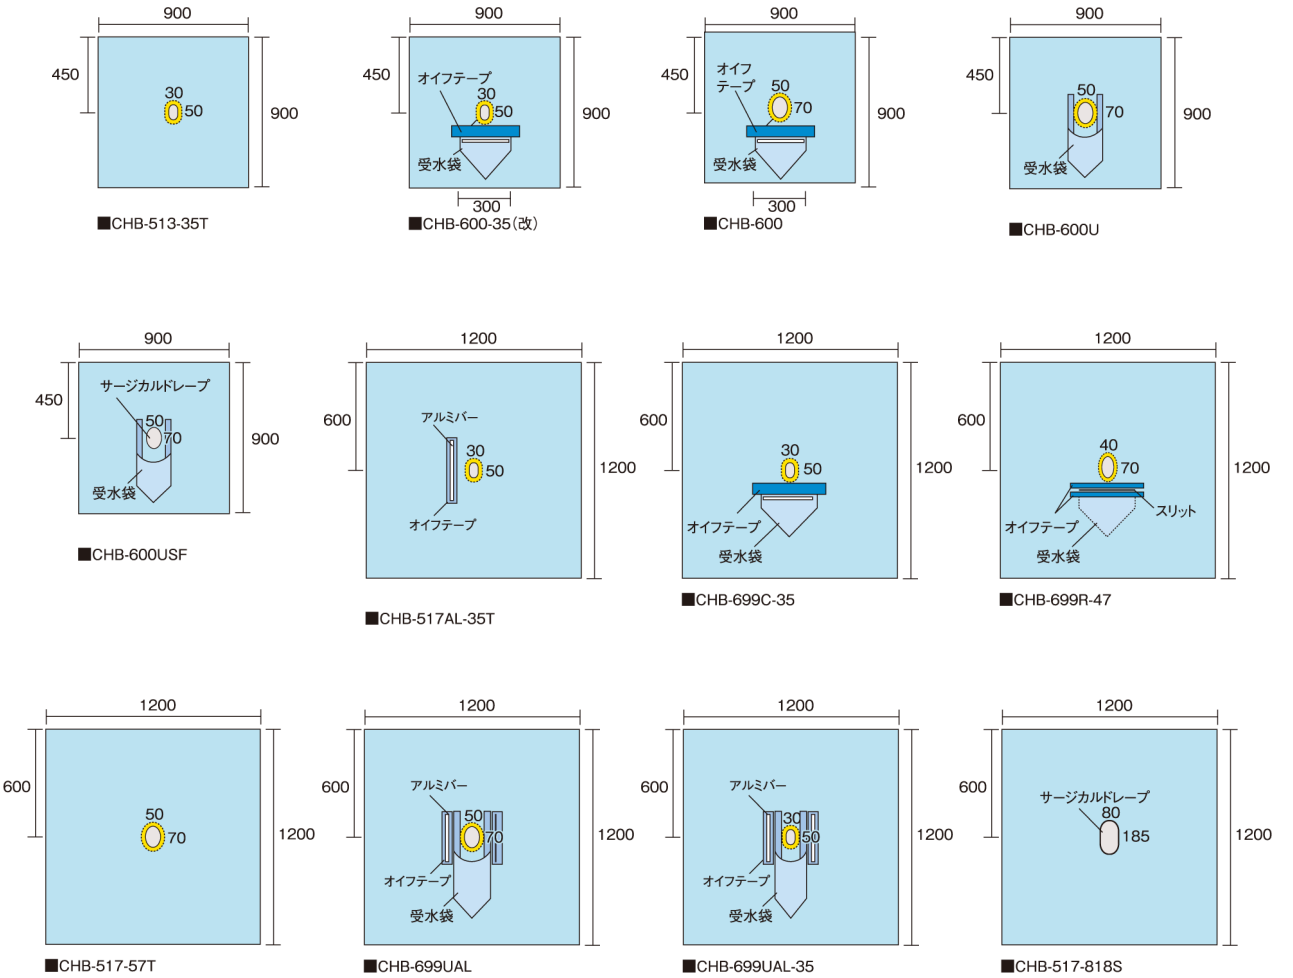 900
450
900
30
50
■CHB-513-35T
900
450
900
オイフテープ
30
50
受水袋
300
■CHB-600-35(改)
900
450
900
オイフ
テープ
50
70
受水袋
300
■CHB-600
900
450
900
50
70
受水袋
■CHB-600U
900
450
900
サージカルドレープ
50
70
受水袋
■CHB-600USF
1200
600
1200
アルミバー
30
50
オイフテープ
■CHB-517AL-35T
1200
600
1200
30
50
オイフテープ
受水袋
■CHB-699C-35
1200
600
1200
40
70
オイフテープ
スリット
受水袋
■CHB-699R-47
1200
600
1200
50
70
■CHB-517-57T
1200
600
1200
アルミバー
50
70
オイフテープ
受水袋
■CHB-699UAL
1200
600
1200
アルミバー
30
50
オイフテープ
受水袋
■CHB-699UAL-35
1200
600
1200
サージカルドレープ
80
185
■CHB-517-818S